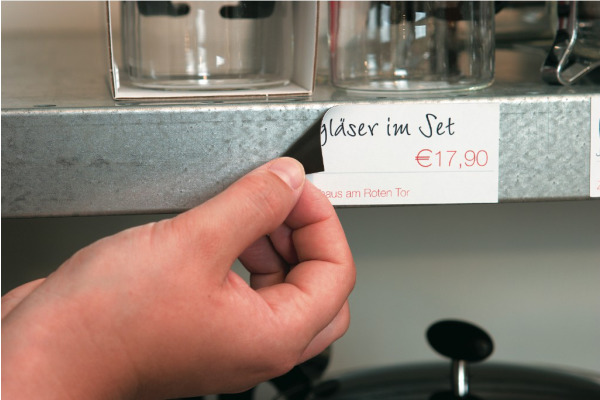 gläser im Set
€17,90
aus am Roten Tor